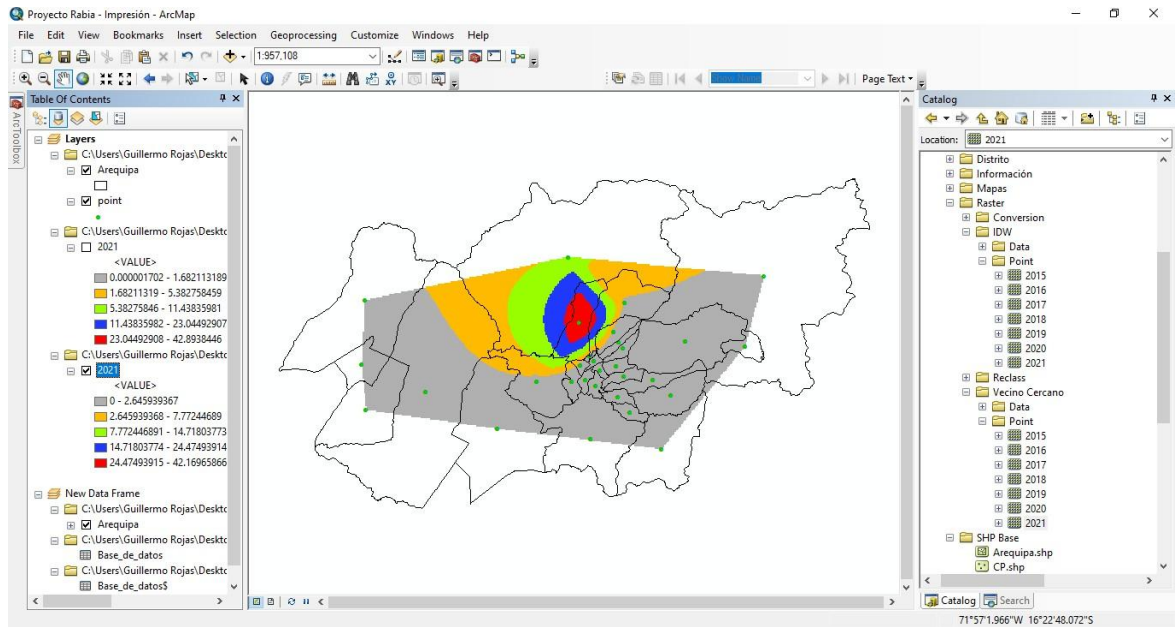 Proyecto Rabia - Impresión - ArcMap
File Edit View Bookmarks Insert Selection Geoprocessing Customize Windows Help
1:957,108
Page Text
Table Of Contents
ArcToolbox
Layers
C:\Users\Guillermo Rojas\Deskto
Arequipa
point
C:\Users\Guillermo Rojas\Deskto
2021
<VALUE>
0.000001702 - 1.682113189
1.68211319 - 5.382758459
5.38275846 - 11.43835981
11.43835982 - 23.04492907
23.04492908 - 42.8938446
C:\Users\Guillermo Rojas\Deskto
2021
<VALUE>
0 - 2.645939367
2.645939368 - 7.77244689
7.772446891 - 14.71803773
14.71803774 - 24.47493914
24.47493915 - 42.16965866
New Data Frame
C:\Users\Guillermo Rojas\Deskto
Arequipa
C:\Users\Guillermo Rojas\Deskto
Base_de_datos
C:\Users\Guillermo Rojas\Deskto
Base_de_datos$
Catalog
Location: 2021
Distrito
Información
Mapas
Raster
Conversion
IDW
Data
Point
2015
2016
2017
2018
2019
2020
2021
Reclass
Vecino Cercano
Data
Point
2015
2016
2017
2018
2019
2020
2021
SHP Base
Arequipa.shp
CP.shp
Catalog Search
71°57'1.966"W 16°22'48.072"S